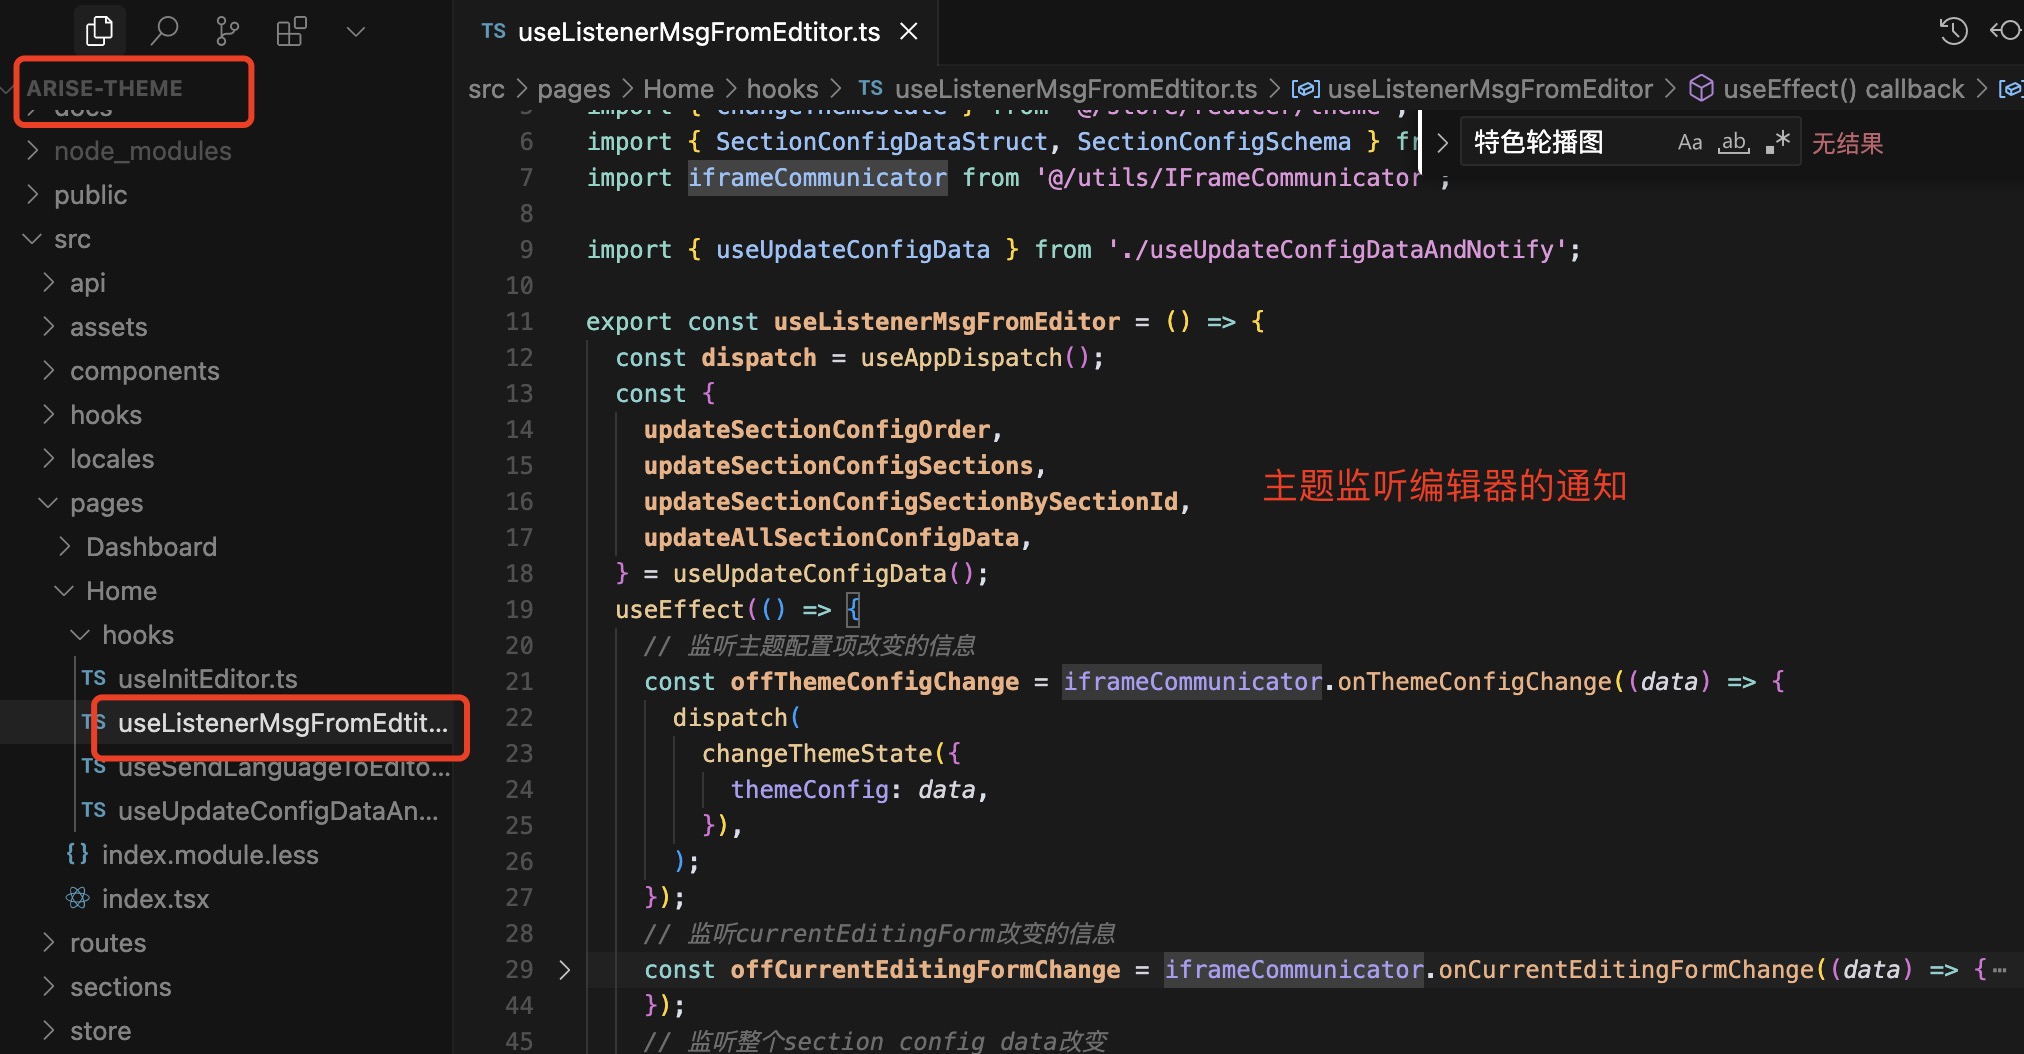 ARISE-THEME
docs
node_modules
public
src
api
assets
components
hooks
locales
pages
Dashboard
Home
hooks
TS useInitEditor.ts
TS useListenerMsgFromEdtit...
TS useSendLanguageToEdito...
TS useUpdateConfigDataAn...
{} index.module.less
index.tsx
routes
sections
store
TS useListenerMsgFromEdtitor.ts
src > pages > Home > hooks > TS useListenerMsgFromEdtitor.ts > useListenerMsgFromEditor > useEffect() callback >
特色轮播图 Aa ab .* 无结果
5 import { changeThemeState } from '@/store/reducer/theme';
6 import { SectionConfigDataStruct, SectionConfigSchema } fr
7 import iframeCommunicator from '@/utils/IFrameCommunicator';
8
9 import { useUpdateConfigData } from './useUpdateConfigDataAndNotify';
10
11 export const useListenerMsgFromEditor = () => {
12 const dispatch = useAppDispatch();
13 const {
14 updateSectionConfigOrder,
15 updateSectionConfigSections,
16 updateSectionConfigSectionBySectionId,
17 updateAllSectionConfigData,
18 } = useUpdateConfigData();
19 useEffect(() => {
20 // 监听主题配置项改变的信息
21 const offThemeConfigChange = iframeCommunicator.onThemeConfigChange((data) => {
22 dispatch(
23 changeThemeState({
24 themeConfig: data,
25 }),
26 );
27 });
28 // 监听currentEditingForm改变的信息
29 const offCurrentEditingFormChange = iframeCommunicator.onCurrentEditingFormChange((data) => {⋯
44 });
45 // 监听整个section config data改变
主题监听编辑器的通知